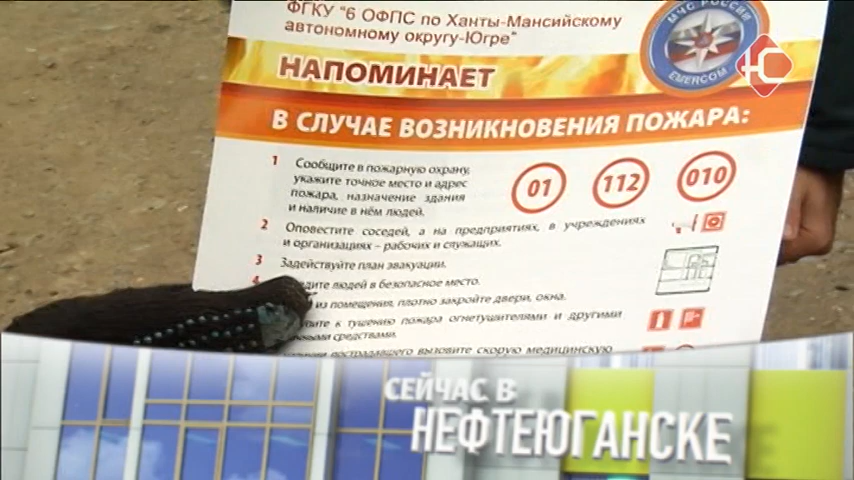 ФГКУ "6 ОФПС по Ханты-Мансийскому
автономному округу-Югре"
МЧС РОССИИ
EMERCOM
Ю
НАПОМИНАЕТ
В СЛУЧАЕ ВОЗНИКНОВЕНИЯ ПОЖАРА:
1 Сообщите в пожарную охрану,
укажите точное место и адрес
пожара, назначение здания
и наличие в нём людей.
01 112 010
2 Оповестите соседей, а на предприятиях, в учреждениях
и организациях – рабочих и служащих.
3 Задействуйте план эвакуации.
4 людей в безопасное место.
из помещения, плотно закройте двери, окна.
к тушению пожара огнетушителями и другими
средствами.
пострадавшего вызовите скорую медицинскую
СЕЙЧАС В
НЕФТЕЮГАНСКЕ